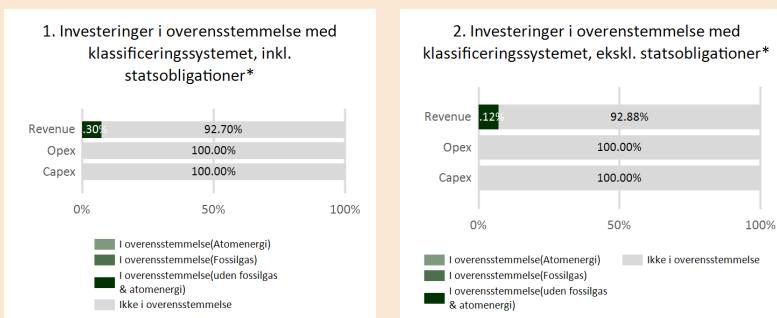 1. Investeringer i overensstemmelse med
klassificeringssystemet, inkl.
statsobligationer*
Revenue .30% 92.70%
Opex 100.00%
Capex 100.00%
0% 50% 100%
I overensstemmelse(Atomenergi)
I overensstemmelse(Fossilgas)
I overensstemmelse(uden fossilgas
& atomenergi)
Ikke i overensstemmelse
2. Investeringer i overenstemmelse med
klassificeringssystemet, ekskl. statsobligationer*
Revenue .12% 92.88%
Opex 100.00%
Capex 100.00%
0% 50% 100%
I overensstemmelse(Atomenergi) Ikke i overensstemmelse
I overensstemmelse(Fossilgas)
I overensstemmelse(uden fossilgas
& atomenergi)